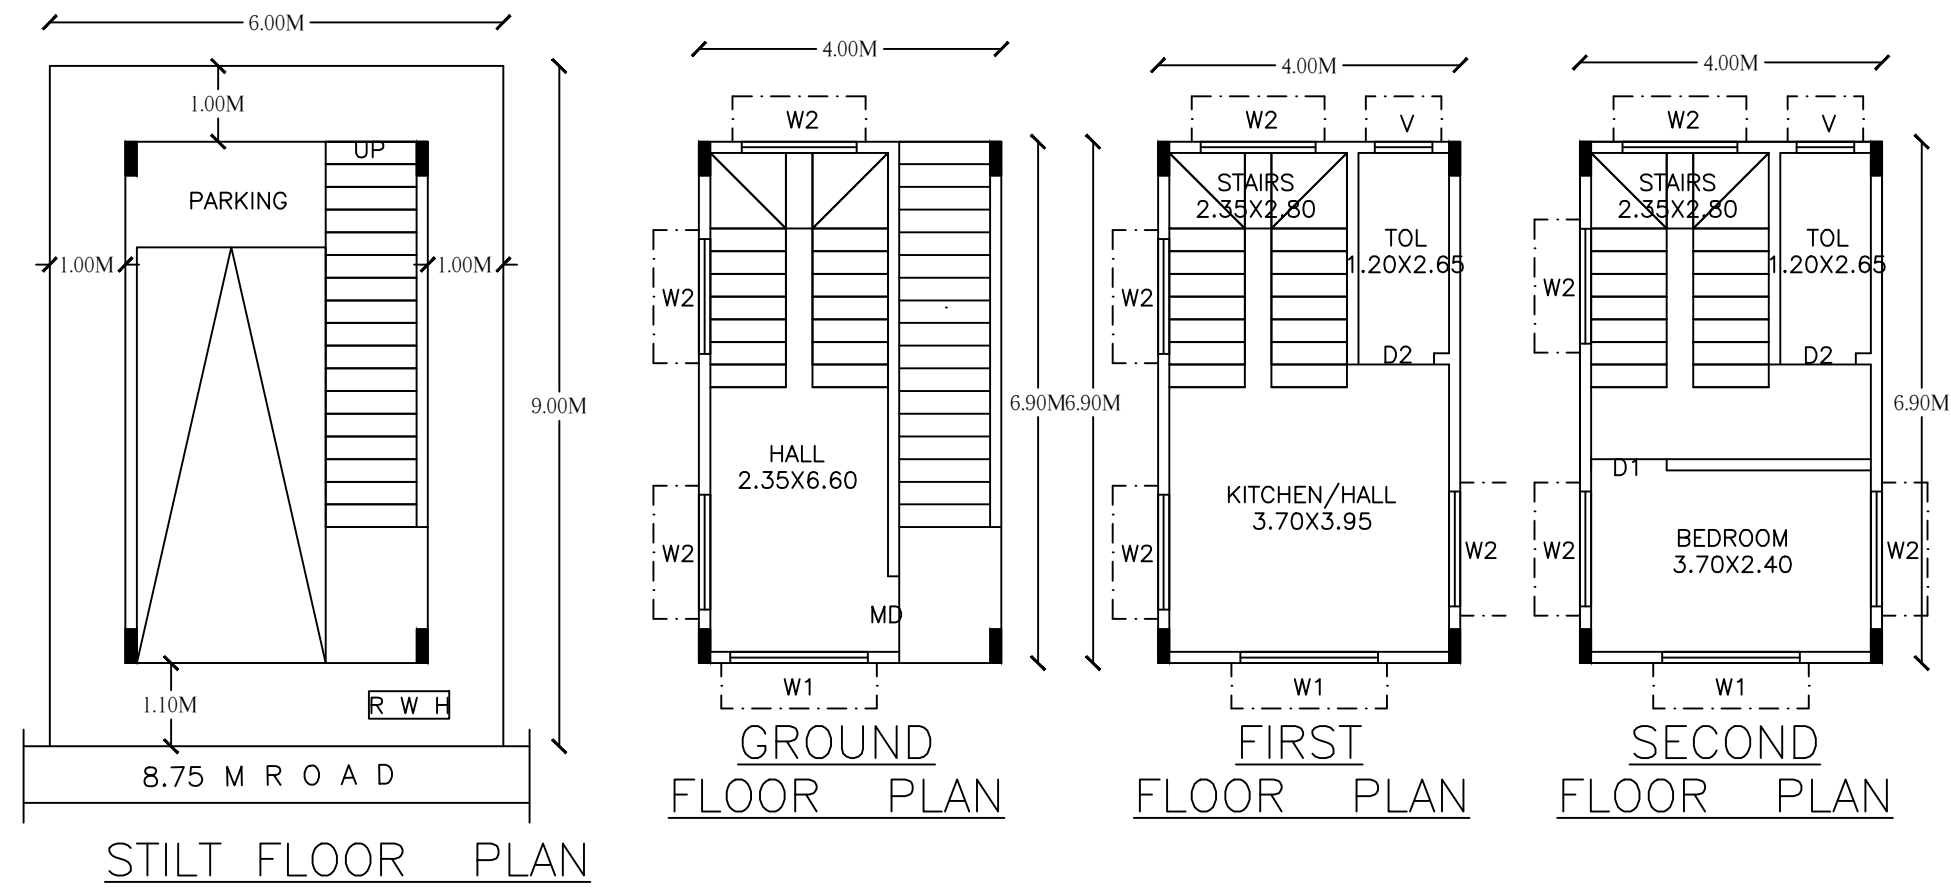 6.00M
1.00M
UP
PARKING
1.00M
1.00M
9.00M
1.10M
R W H
8.75 M R O A D
STILT FLOOR PLAN
4.00M
W2
W2
6.90M
HALL
2.35X6.60
W2
MD
W1
GROUND
FLOOR PLAN
4.00M
W2
V
STAIRS
2.35X2.80
TOL
1.20X2.65
W2
D2
6.90M
KITCHEN/HALL
3.70X3.95
W2
W2
W1
FIRST
FLOOR PLAN
4.00M
W2
V
STAIRS
2.35X2.80
TOL
1.20X2.65
W2
D2
6.90M
D1
BEDROOM
3.70X2.40
W2
W2
W1
SECOND
FLOOR PLAN